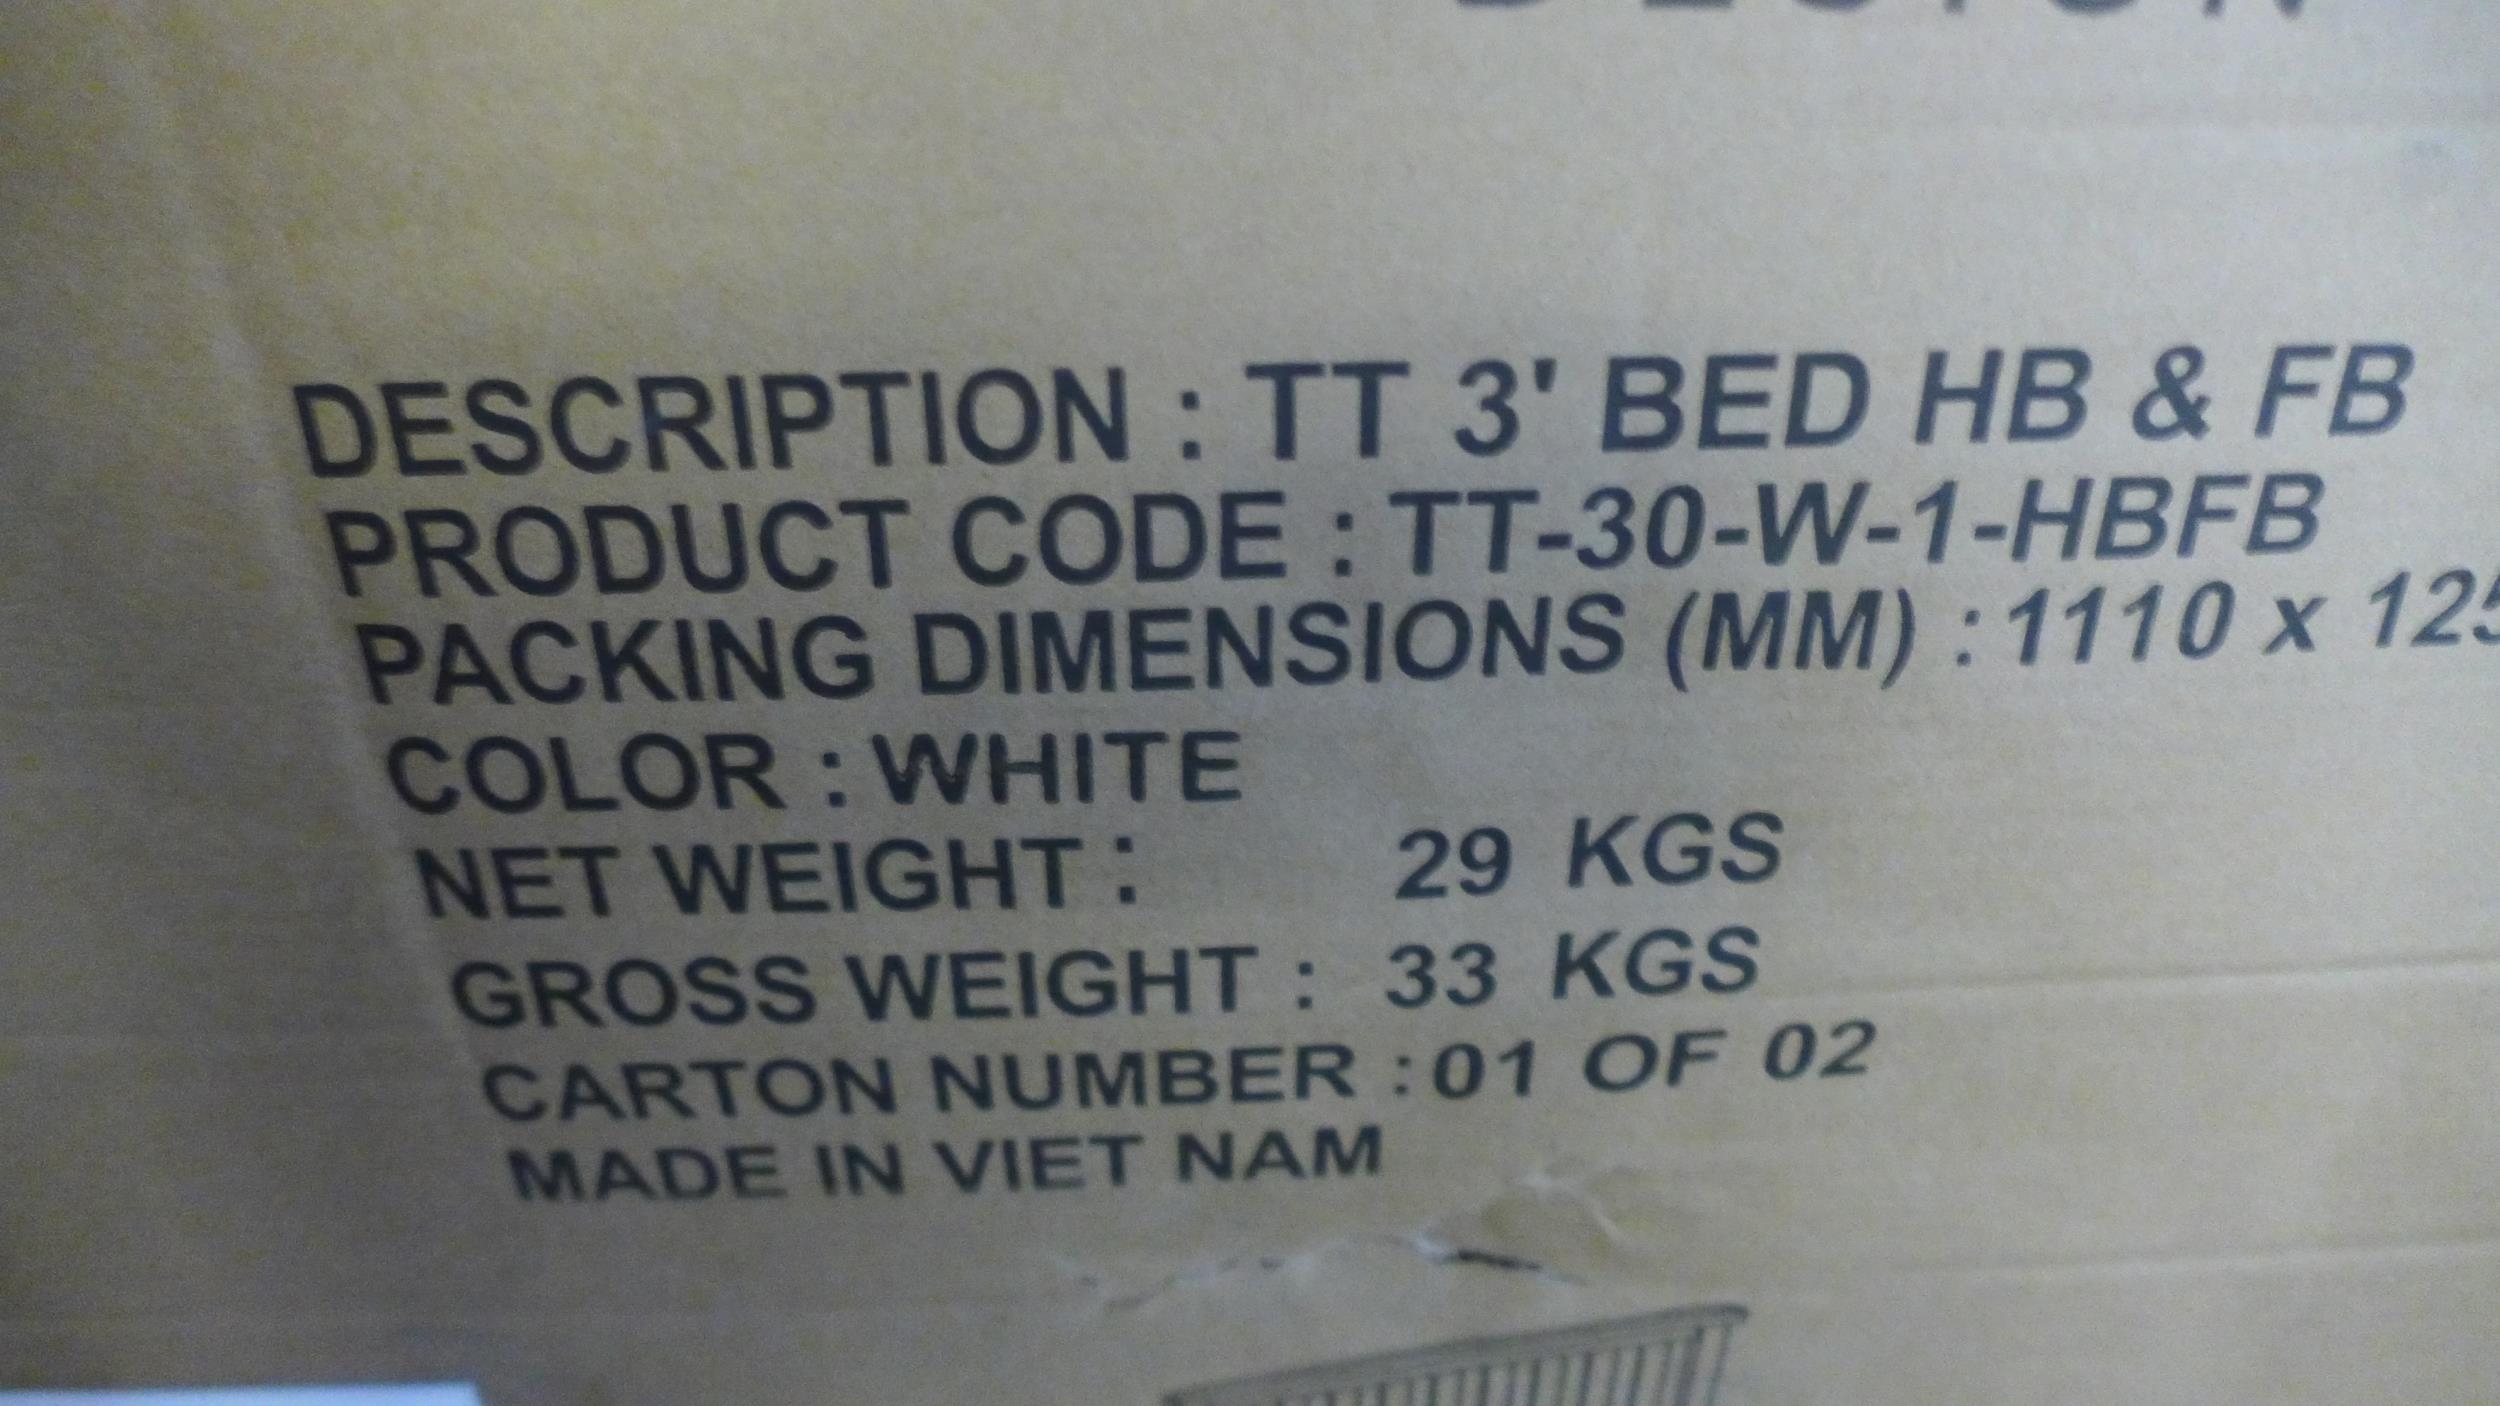 DESCRIPTION : TT 3' BED HB & FB
PRODUCT CODE : TT-30-W-1-HBFB
PACKING DIMENSIONS (MM) : 1110 x 125
COLOR : WHITE
NET WEIGHT : 29 KGS
GROSS WEIGHT : 33 KGS
CARTON NUMBER : 01 OF 02
MADE IN VIET NAM